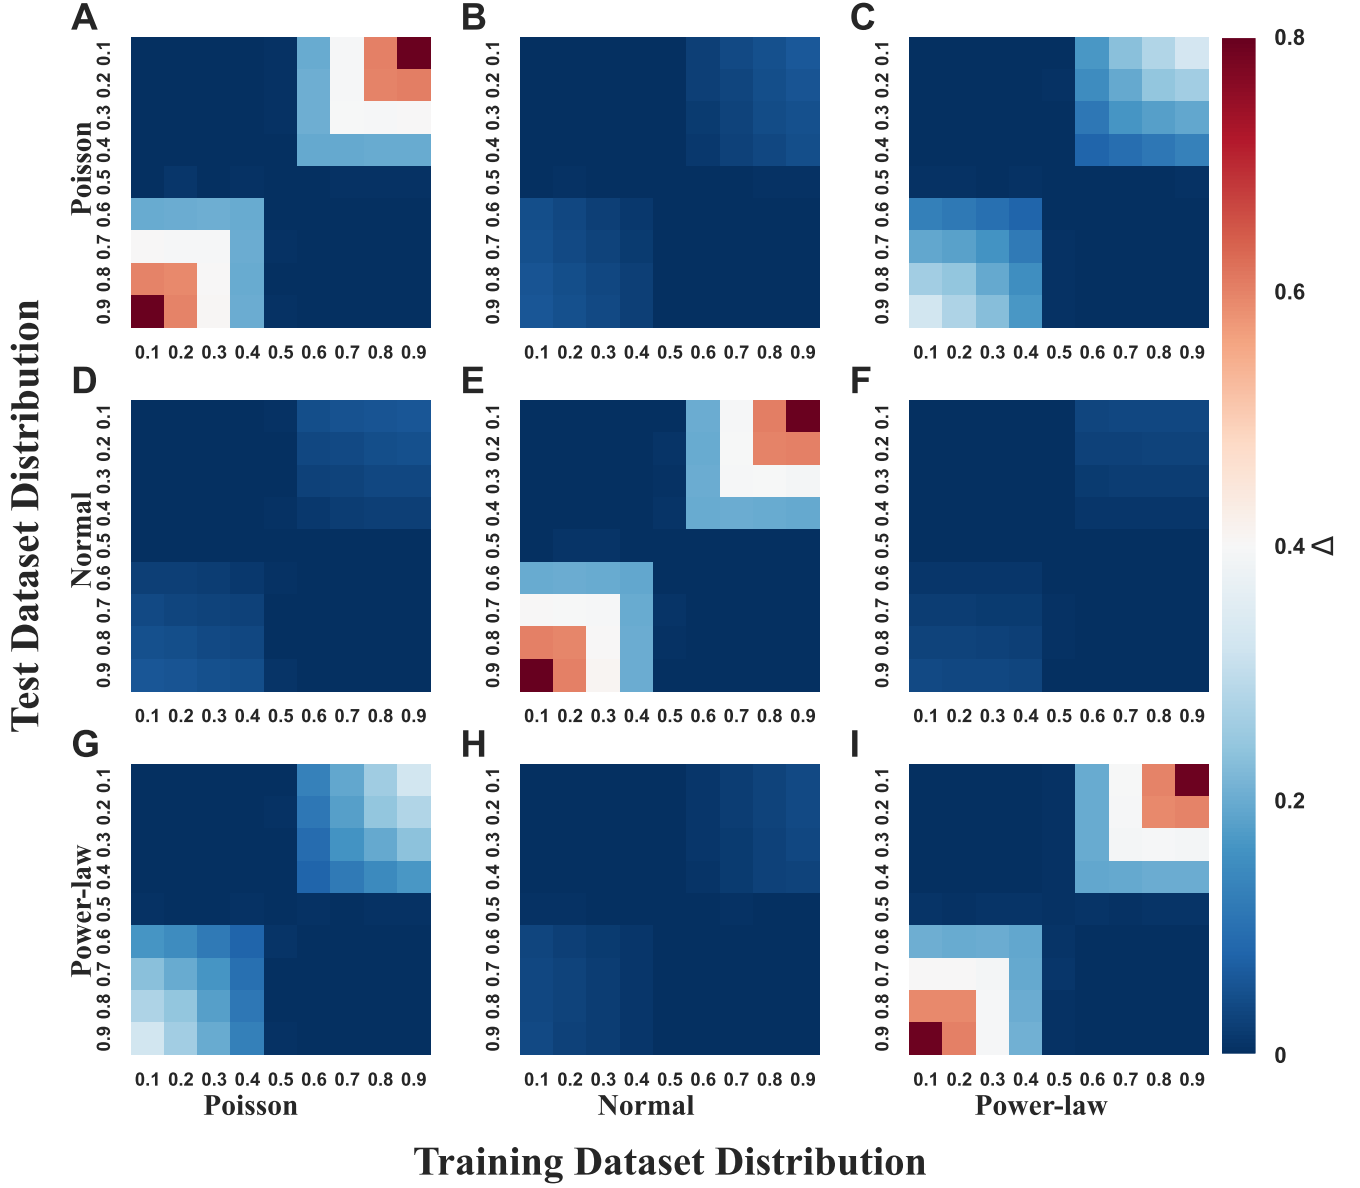 A B C
Poisson
0.1 0.2 0.3 0.4 0.5 0.6 0.7 0.8 0.9
0.1 0.2 0.3 0.4 0.5 0.6 0.7 0.8 0.9
0.1 0.2 0.3 0.4 0.5 0.6 0.7 0.8 0.9
0.1 0.2 0.3 0.4 0.5 0.6 0.7 0.8 0.9
0.1 0.2 0.3 0.4 0.5 0.6 0.7 0.8 0.9
0.1 0.2 0.3 0.4 0.5 0.6 0.7 0.8 0.9
D E F
Normal
0.1 0.2 0.3 0.4 0.5 0.6 0.7 0.8 0.9
0.1 0.2 0.3 0.4 0.5 0.6 0.7 0.8 0.9
0.1 0.2 0.3 0.4 0.5 0.6 0.7 0.8 0.9
0.1 0.2 0.3 0.4 0.5 0.6 0.7 0.8 0.9
0.1 0.2 0.3 0.4 0.5 0.6 0.7 0.8 0.9
0.1 0.2 0.3 0.4 0.5 0.6 0.7 0.8 0.9
G H I
Power-law
0.1 0.2 0.3 0.4 0.5 0.6 0.7 0.8 0.9
0.1 0.2 0.3 0.4 0.5 0.6 0.7 0.8 0.9
0.1 0.2 0.3 0.4 0.5 0.6 0.7 0.8 0.9
0.1 0.2 0.3 0.4 0.5 0.6 0.7 0.8 0.9
0.1 0.2 0.3 0.4 0.5 0.6 0.7 0.8 0.9
0.1 0.2 0.3 0.4 0.5 0.6 0.7 0.8 0.9
Poisson Normal Power-law
Test Dataset Distribution
Training Dataset Distribution
0.8
0.6
0.4 Δ
0.2
0